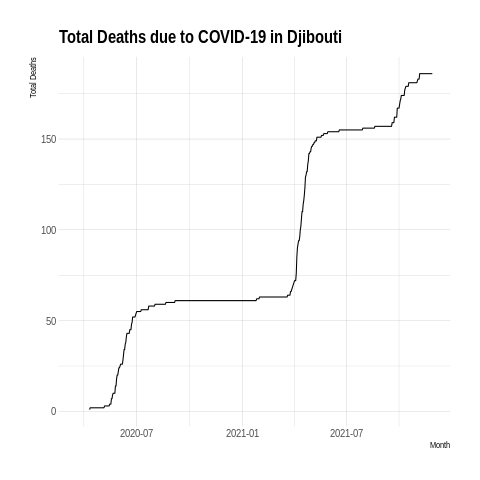 Total Deaths due to COVID-19 in Djibouti
Total Deaths
150
100
50
0
2020-07
2021-01
2021-07
Month